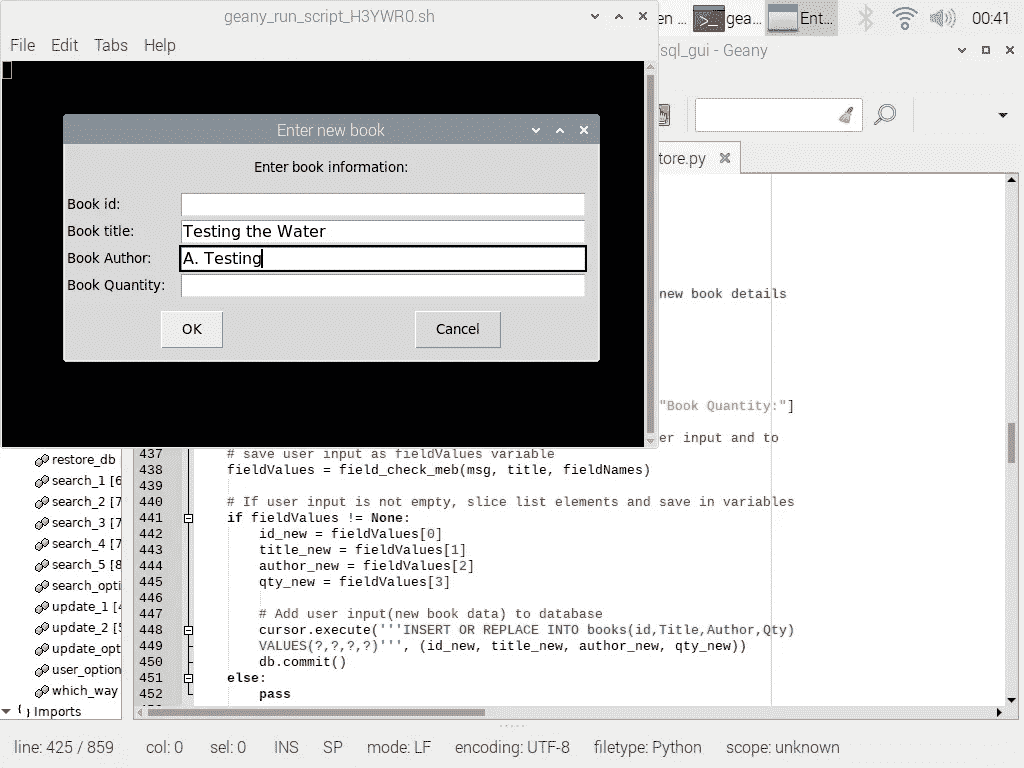 geany_run_script_H3YWR0.sh
en ...
gea...
Ent...
00:41
File Edit Tabs Help
sql_gui - Geany
Enter new book
tore.py
Enter book information:
Book id:
Book title: Testing the Water
Book Author: A. Testing
Book Quantity:
OK Cancel
new book details
"Book Quantity:"]
er input and to
restore_db
search_1 [6
search_2 [7
search_3 [7
search_4 [7
search_5 [8
search_opti
update_1 [4
update_2 [5
update_opt
user_option
which_way
Imports
437 # save user input as fieldValues variable
438 fieldValues = field_check_meb(msg, title, fieldNames)
439
440 # If user input is not empty, slice list elements and save in variables
441 if fieldValues != None:
442 id_new = fieldValues[0]
443 title_new = fieldValues[1]
444 author_new = fieldValues[2]
445 qty_new = fieldValues[3]
446
447 # Add user input(new book data) to database
448 cursor.execute('''INSERT OR REPLACE INTO books(id,Title,Author,Qty)
449 VALUES(?,?,?,?)''', (id_new, title_new, author_new, qty_new))
450 db.commit()
451 else:
452 pass
line: 425 / 859 col: 0 sel: 0 INS SP mode: LF encoding: UTF-8 filetype: Python scope: unknown